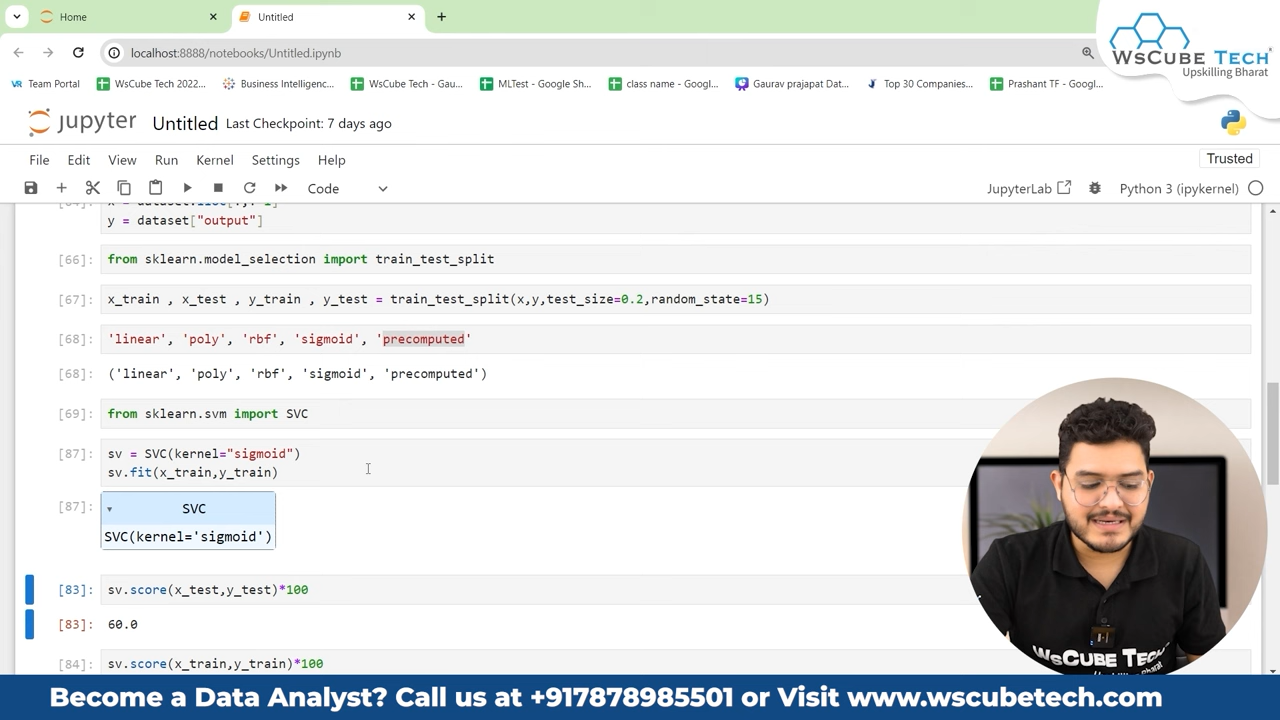 Home
Untitled
localhost:8888/notebooks/Untitled.ipynb
WsCube Tech
Upskilling Bharat
VR Team Portal
WsCube Tech 2022...
Business Intelligenc...
WsCube Tech - Gau...
MLTest - Google Sh...
class name - Googl...
Gaurav prajapat Dat...
Top 30 Companies...
Prashant TF - Goog...
jupyter Untitled Last Checkpoint: 7 days ago
File Edit View Run Kernel Settings Help
Trusted
Code
JupyterLab
Python 3 (ipykernel)
y = dataset["output"]
[66]: from sklearn.model_selection import train_test_split
[67]: x_train , x_test , y_train , y_test = train_test_split(x,y,test_size=0.2,random_state=15)
[68]: 'linear', 'poly', 'rbf', 'sigmoid', 'precomputed'
[68]: ('linear', 'poly', 'rbf', 'sigmoid', 'precomputed')
[69]: from sklearn.svm import SVC
[87]: sv = SVC(kernel="sigmoid")
sv.fit(x_train,y_train)
[87]: SVC
SVC(kernel='sigmoid')
[83]: sv.score(x_test,y_test)*100
[83]: 60.0
[84]: sv.score(x_train,y_train)*100
WsCube Tech
Become a Data Analyst? Call us at +917878985501 or Visit www.wscubetech.com